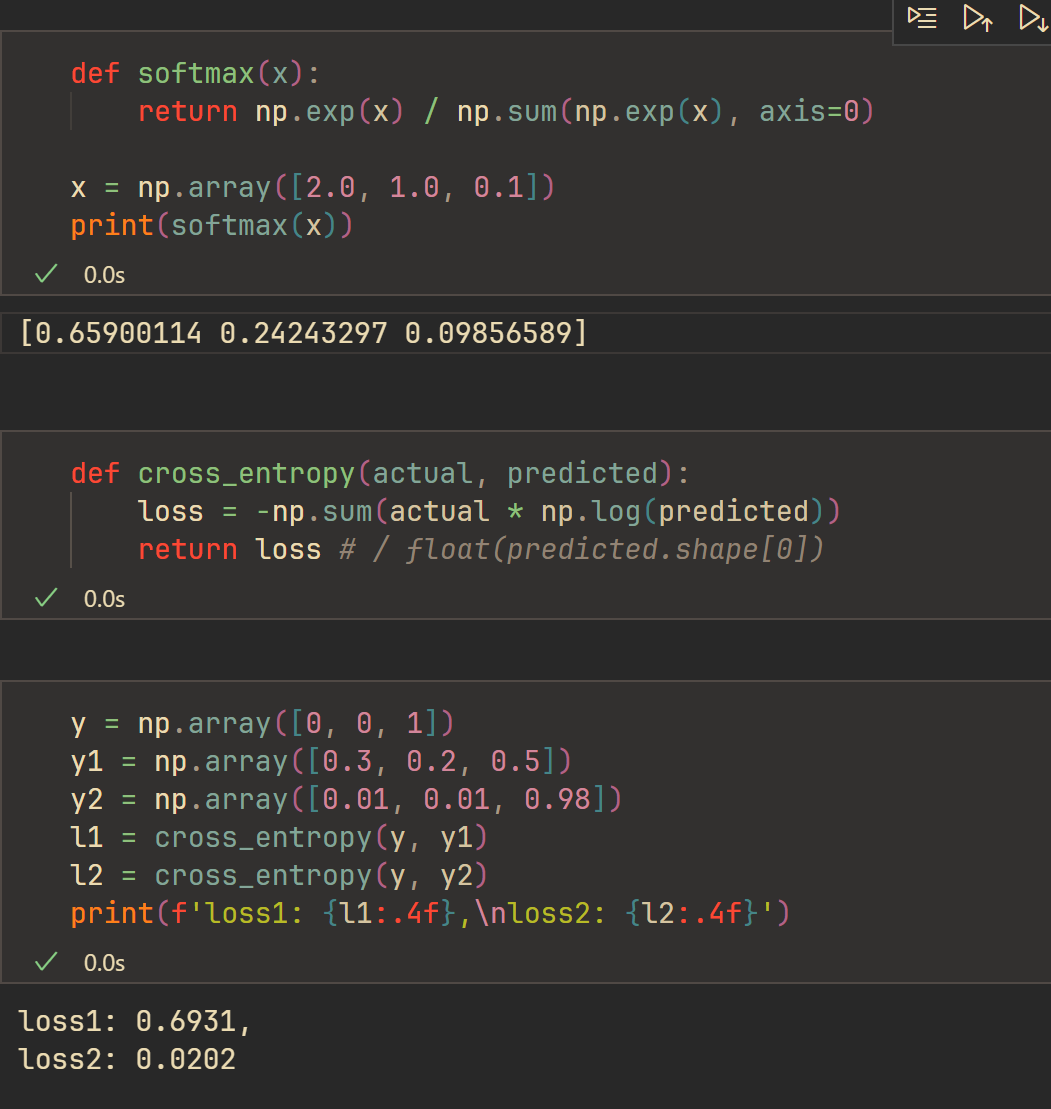 def softmax(x):
    return np.exp(x) / np.sum(np.exp(x), axis=0)
x = np.array([2.0, 1.0, 0.1])
print(softmax(x))
0.0s
[0.65900114 0.24243297 0.09856589]
def cross_entropy(actual, predicted):
    loss = -np.sum(actual * np.log(predicted))
    return loss # / float(predicted.shape[0])
0.0s
y = np.array([0, 0, 1])
y1 = np.array([0.3, 0.2, 0.5])
y2 = np.array([0.01, 0.01, 0.98])
l1 = cross_entropy(y, y1)
l2 = cross_entropy(y, y2)
print(f'loss1: {l1:.4f},\nloss2: {l2:.4f}')
0.0s
loss1: 0.6931,
loss2: 0.0202